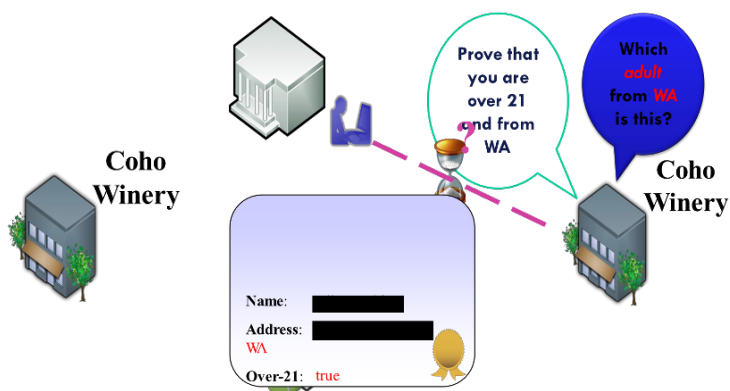 Prove that
you are
over 21
and from
WA
?
Which
adult
from WA
is this?
Coho
Winery
Coho
Winery
Name:
Address:
WA
Over-21: true